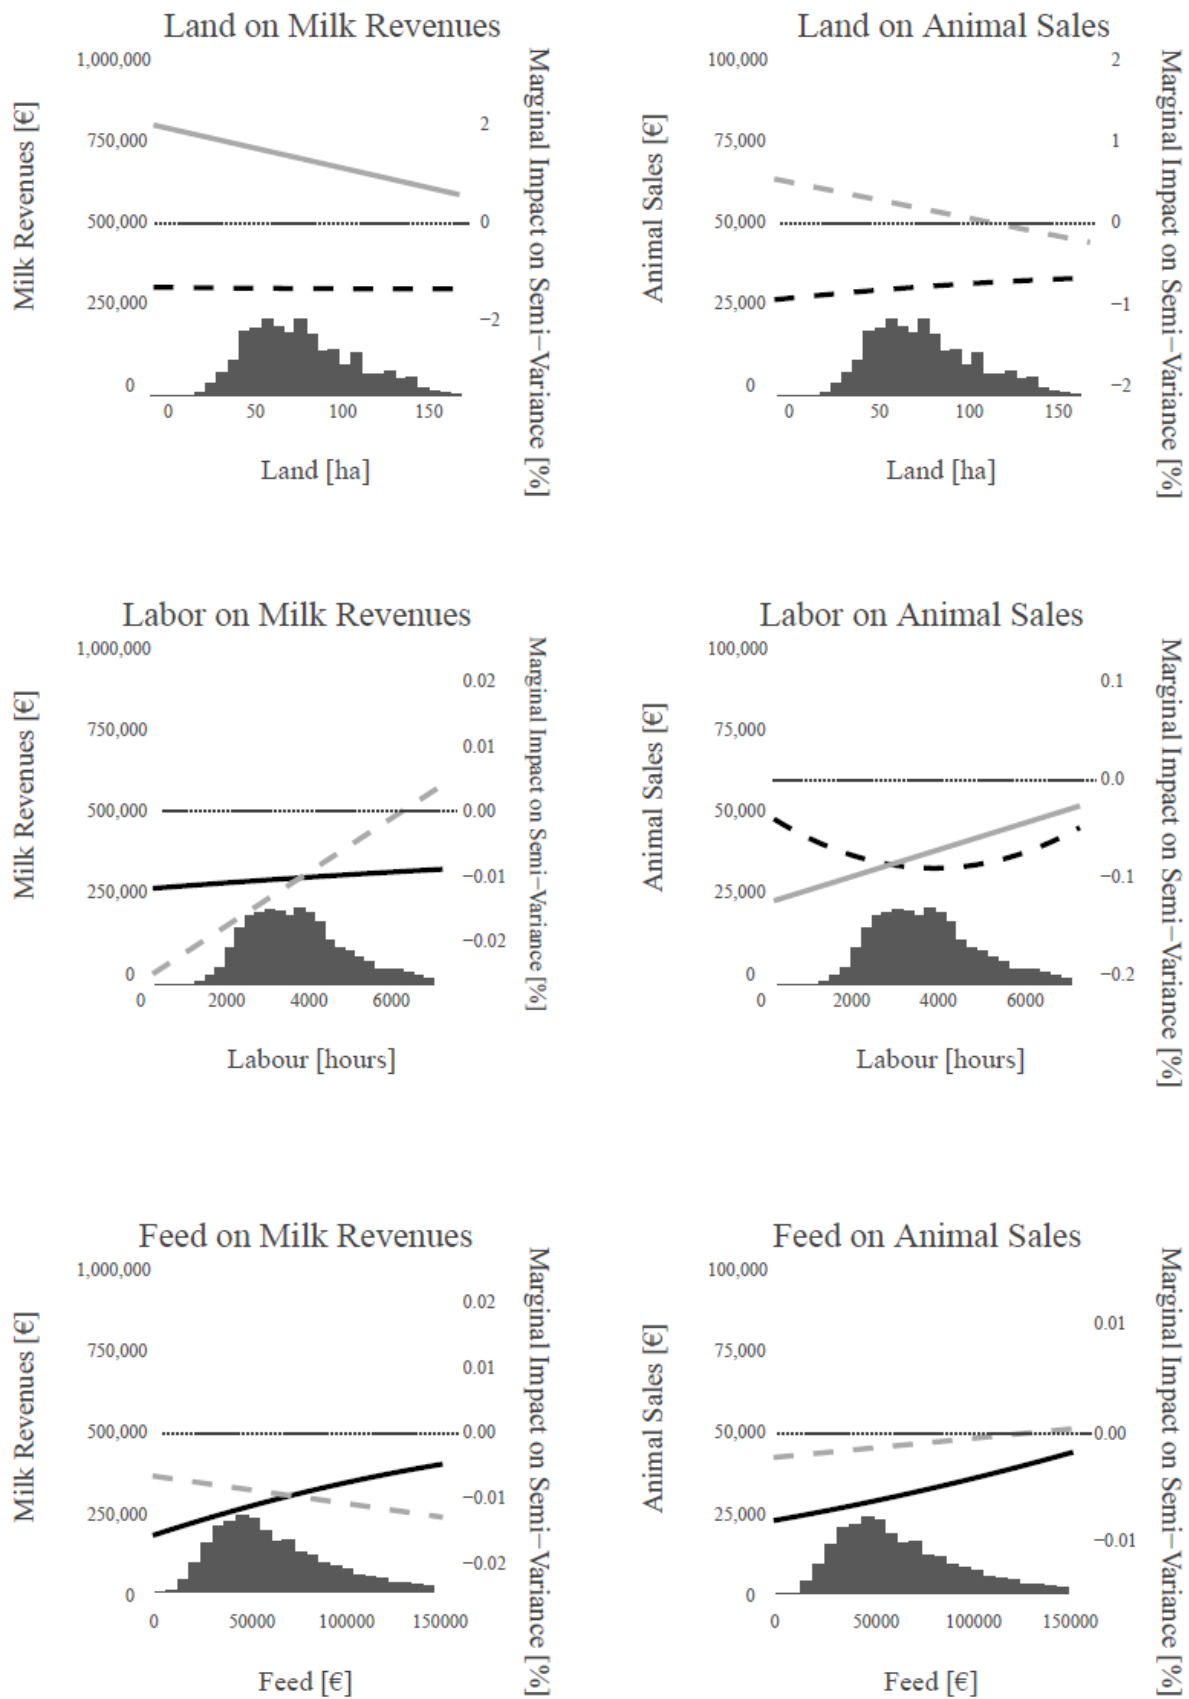 Land on Milk Revenues
Milk Revenues [€]
1,000,000
750,000
500,000
250,000
0
2
0
−2
Marginal Impact on Semi−Variance [%]
0 50 100 150
Land [ha]
Land on Animal Sales
Animal Sales [€]
100,000
75,000
50,000
25,000
0
2
1
0
−1
−2
Marginal Impact on Semi−Variance [%]
0 50 100 150
Land [ha]
Labor on Milk Revenues
Milk Revenues [€]
1,000,000
750,000
500,000
250,000
0
0.02
0.01
0.00
−0.01
−0.02
Marginal Impact on Semi−Variance [%]
0 2000 4000 6000
Labour [hours]
Labor on Animal Sales
Animal Sales [€]
100,000
75,000
50,000
25,000
0
0.1
0.0
−0.1
−0.2
Marginal Impact on Semi−Variance [%]
0 2000 4000 6000
Labour [hours]
Feed on Milk Revenues
Milk Revenues [€]
1,000,000
750,000
500,000
250,000
0
0.02
0.01
0.00
−0.01
−0.02
Marginal Impact on Semi−Variance [%]
0 50000 100000 150000
Feed [€]
Feed on Animal Sales
Animal Sales [€]
100,000
75,000
50,000
25,000
0
0.01
0.00
−0.01
Marginal Impact on Semi−Variance [%]
0 50000 100000 150000
Feed [€]